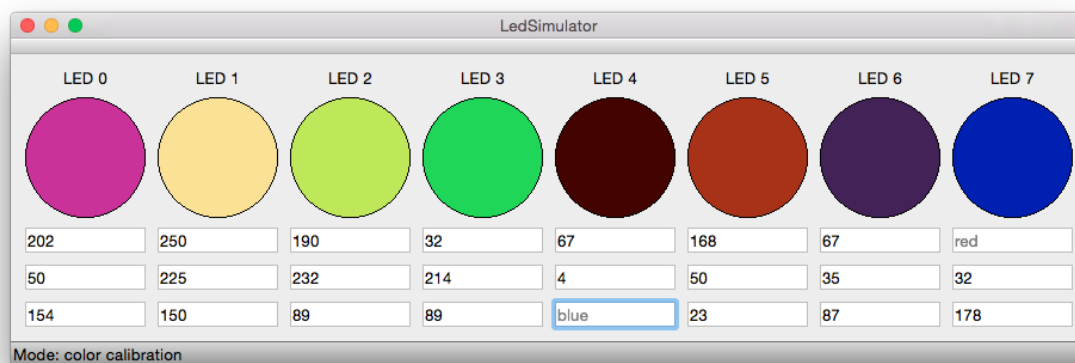 LedSimulator
LED 0 LED 1 LED 2 LED 3 LED 4 LED 5 LED 6 LED 7
202 250 190 32 67 168 67 red
50 225 232 214 4 50 35 32
154 150 89 89 blue 23 87 178
Mode: color calibration